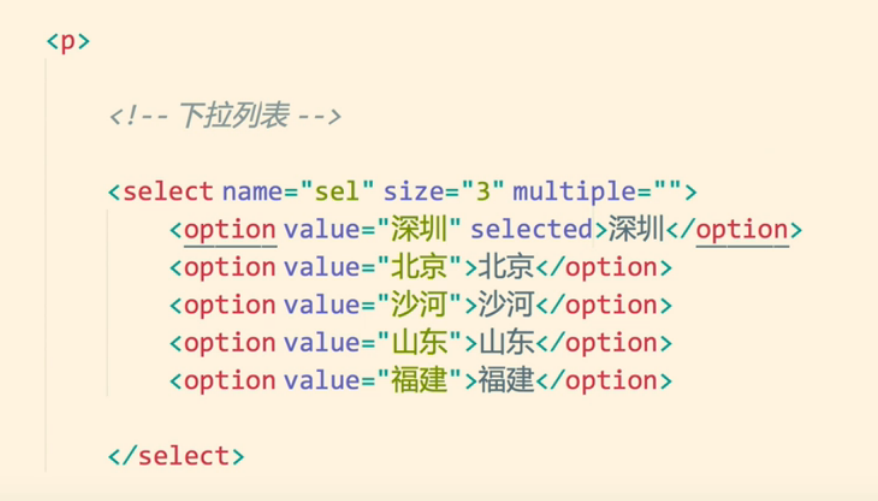 <p>
<!-- 下拉列表 -->
<select name="sel" size="3" multiple="">
<option value="深圳" selected>深圳</option>
<option value="北京">北京</option>
<option value="沙河">沙河</option>
<option value="山东">山东</option>
<option value="福建">福建</option>
</select>